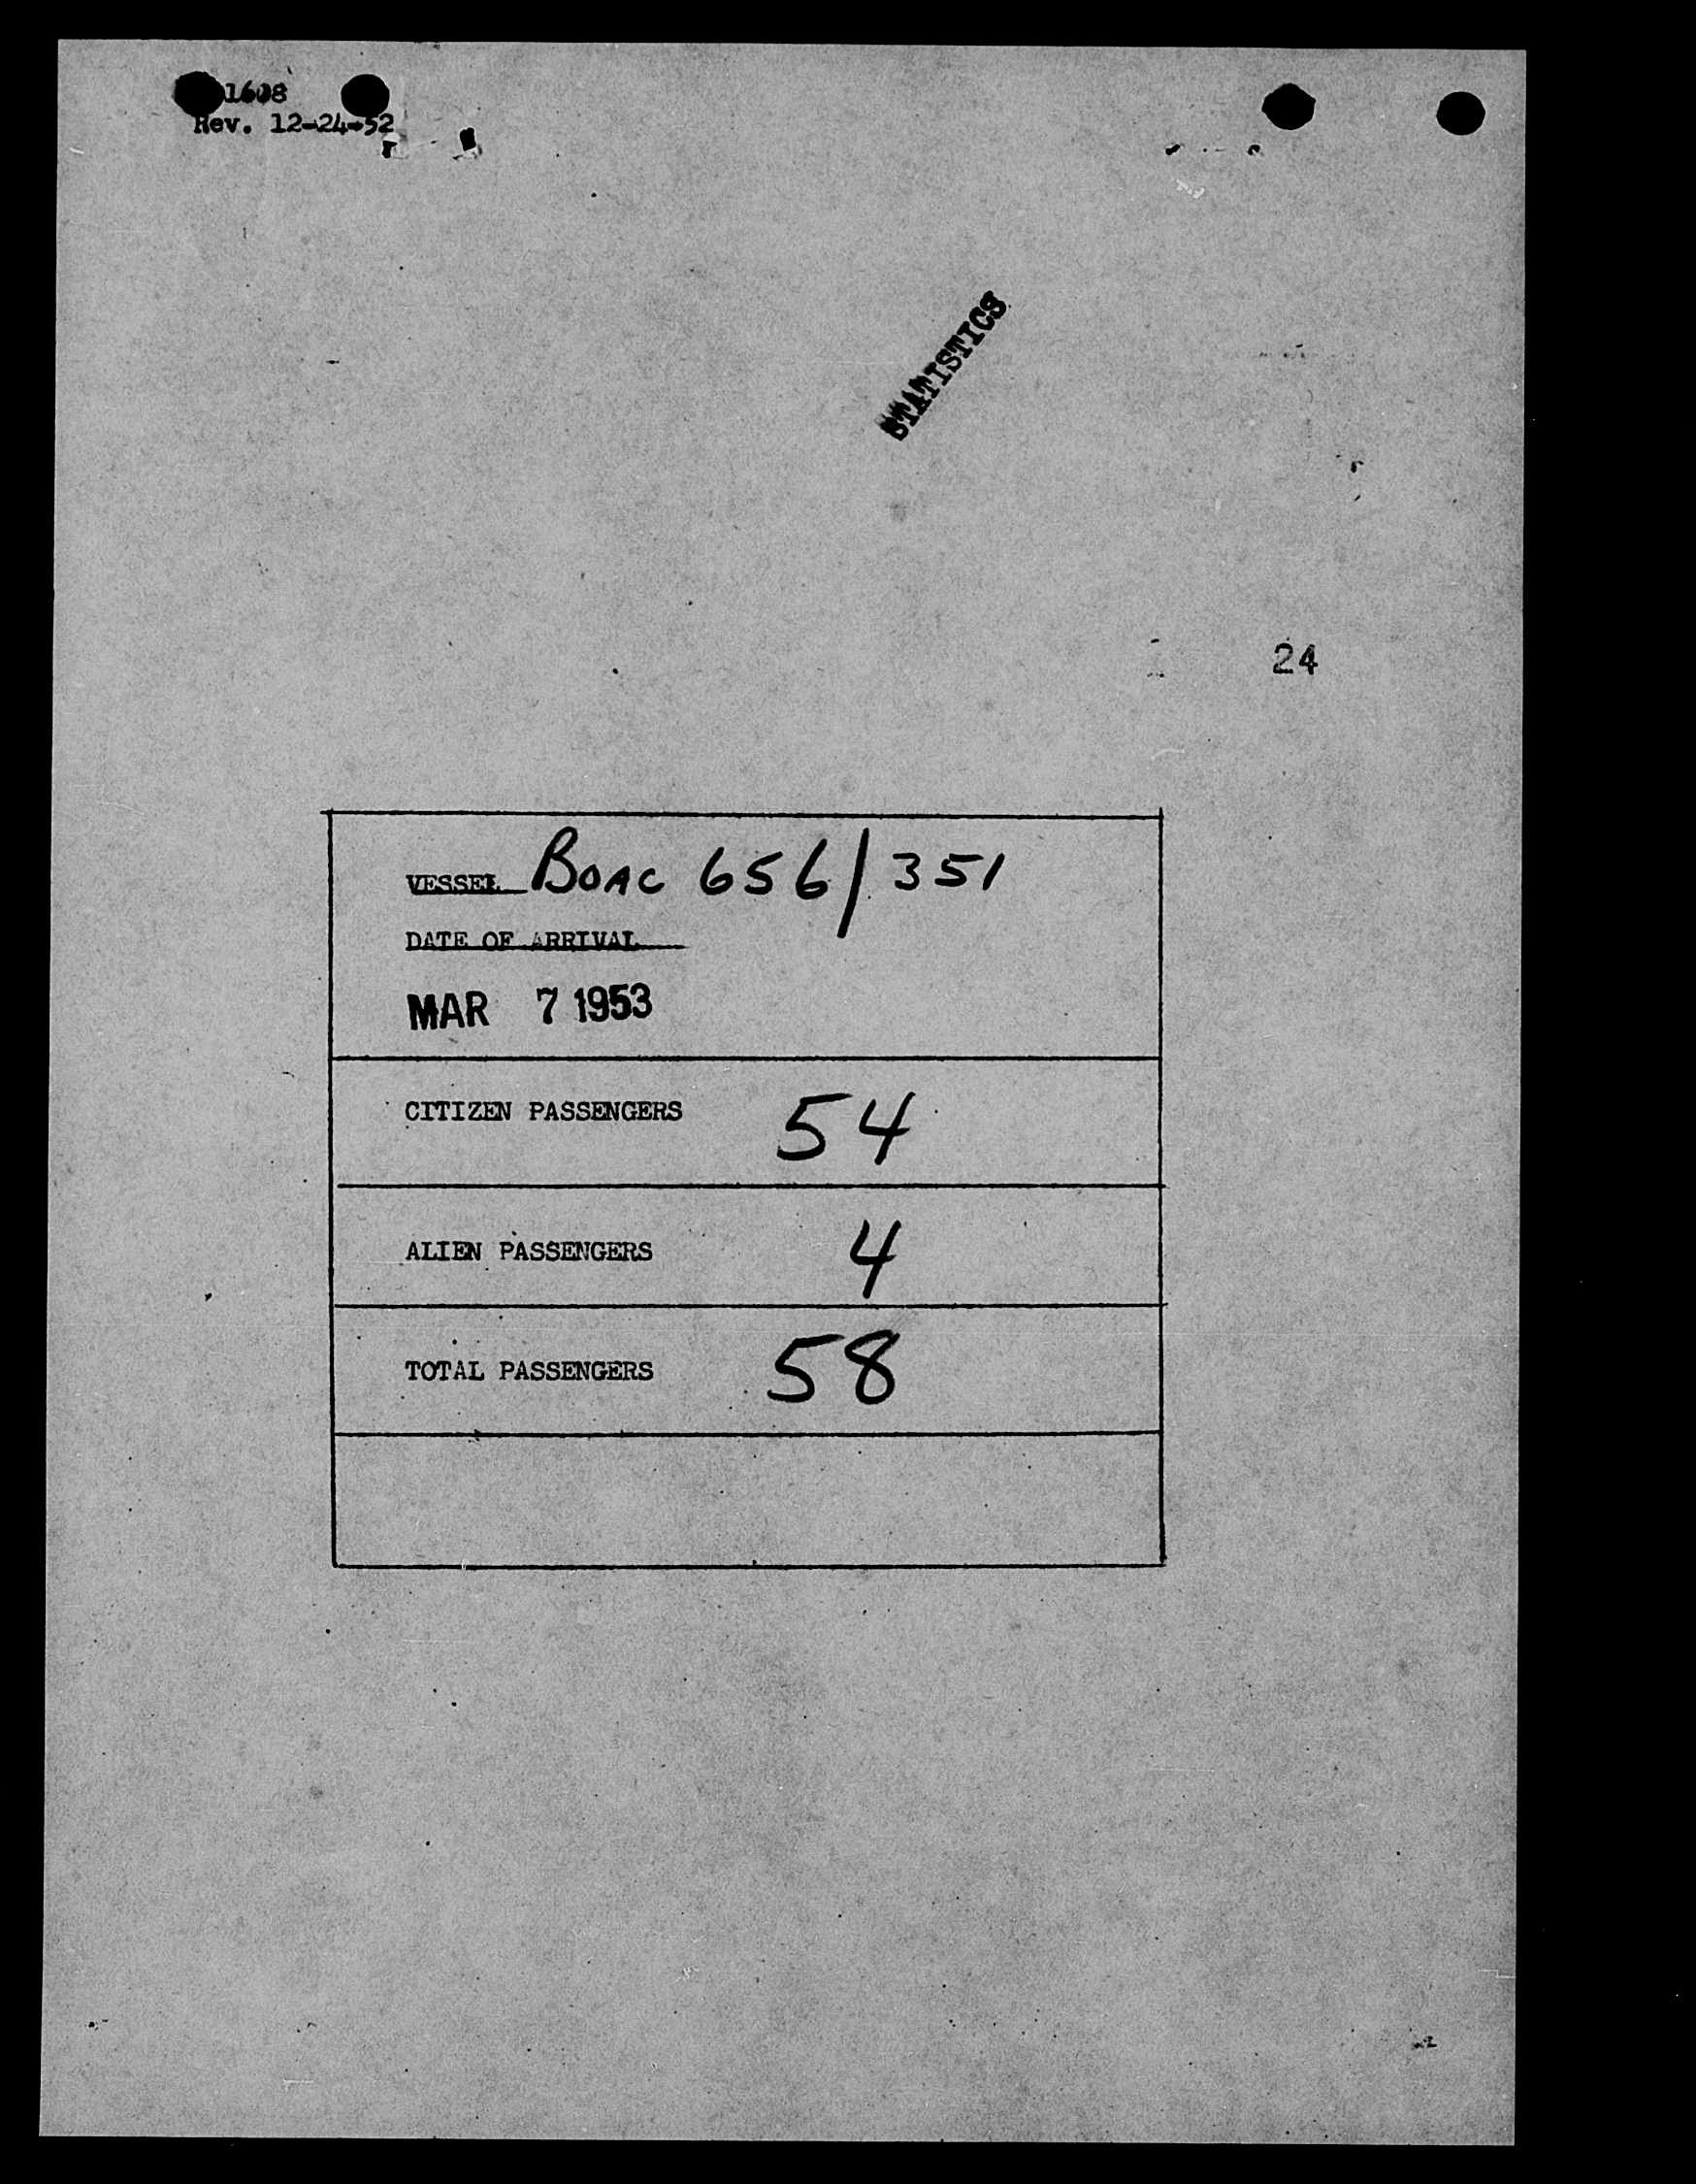 1608
Rev. 12-24-52
STATISTICS
24
VESSEL BOAC 656/351
DATE OF ARRIVAL
MAR 7 1953
CITIZEN PASSENGERS 54
ALIEN PASSENGERS 4
TOTAL PASSENGERS 58